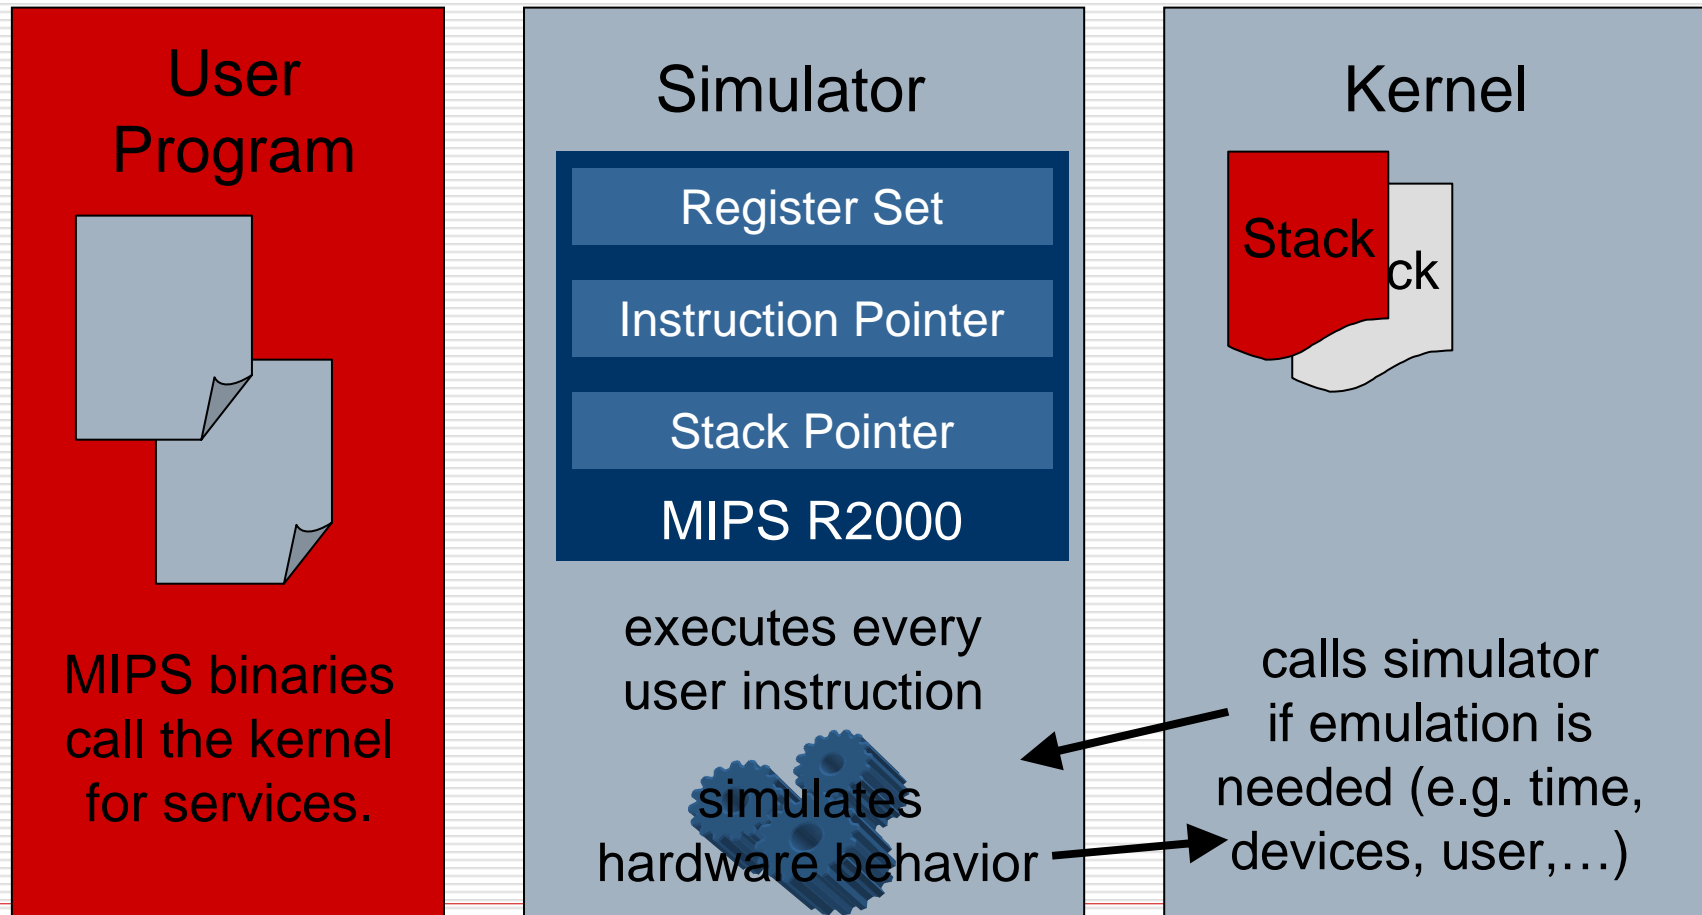 User
Program
MIPS binaries
call the kernel
for services.
Simulator
Register Set
Instruction Pointer
Stack Pointer
MIPS R2000
executes every
user instruction
simulates
hardware behavior
Kernel
Stack
ck
calls simulator
if emulation is
needed (e.g. time,
devices, user,…)